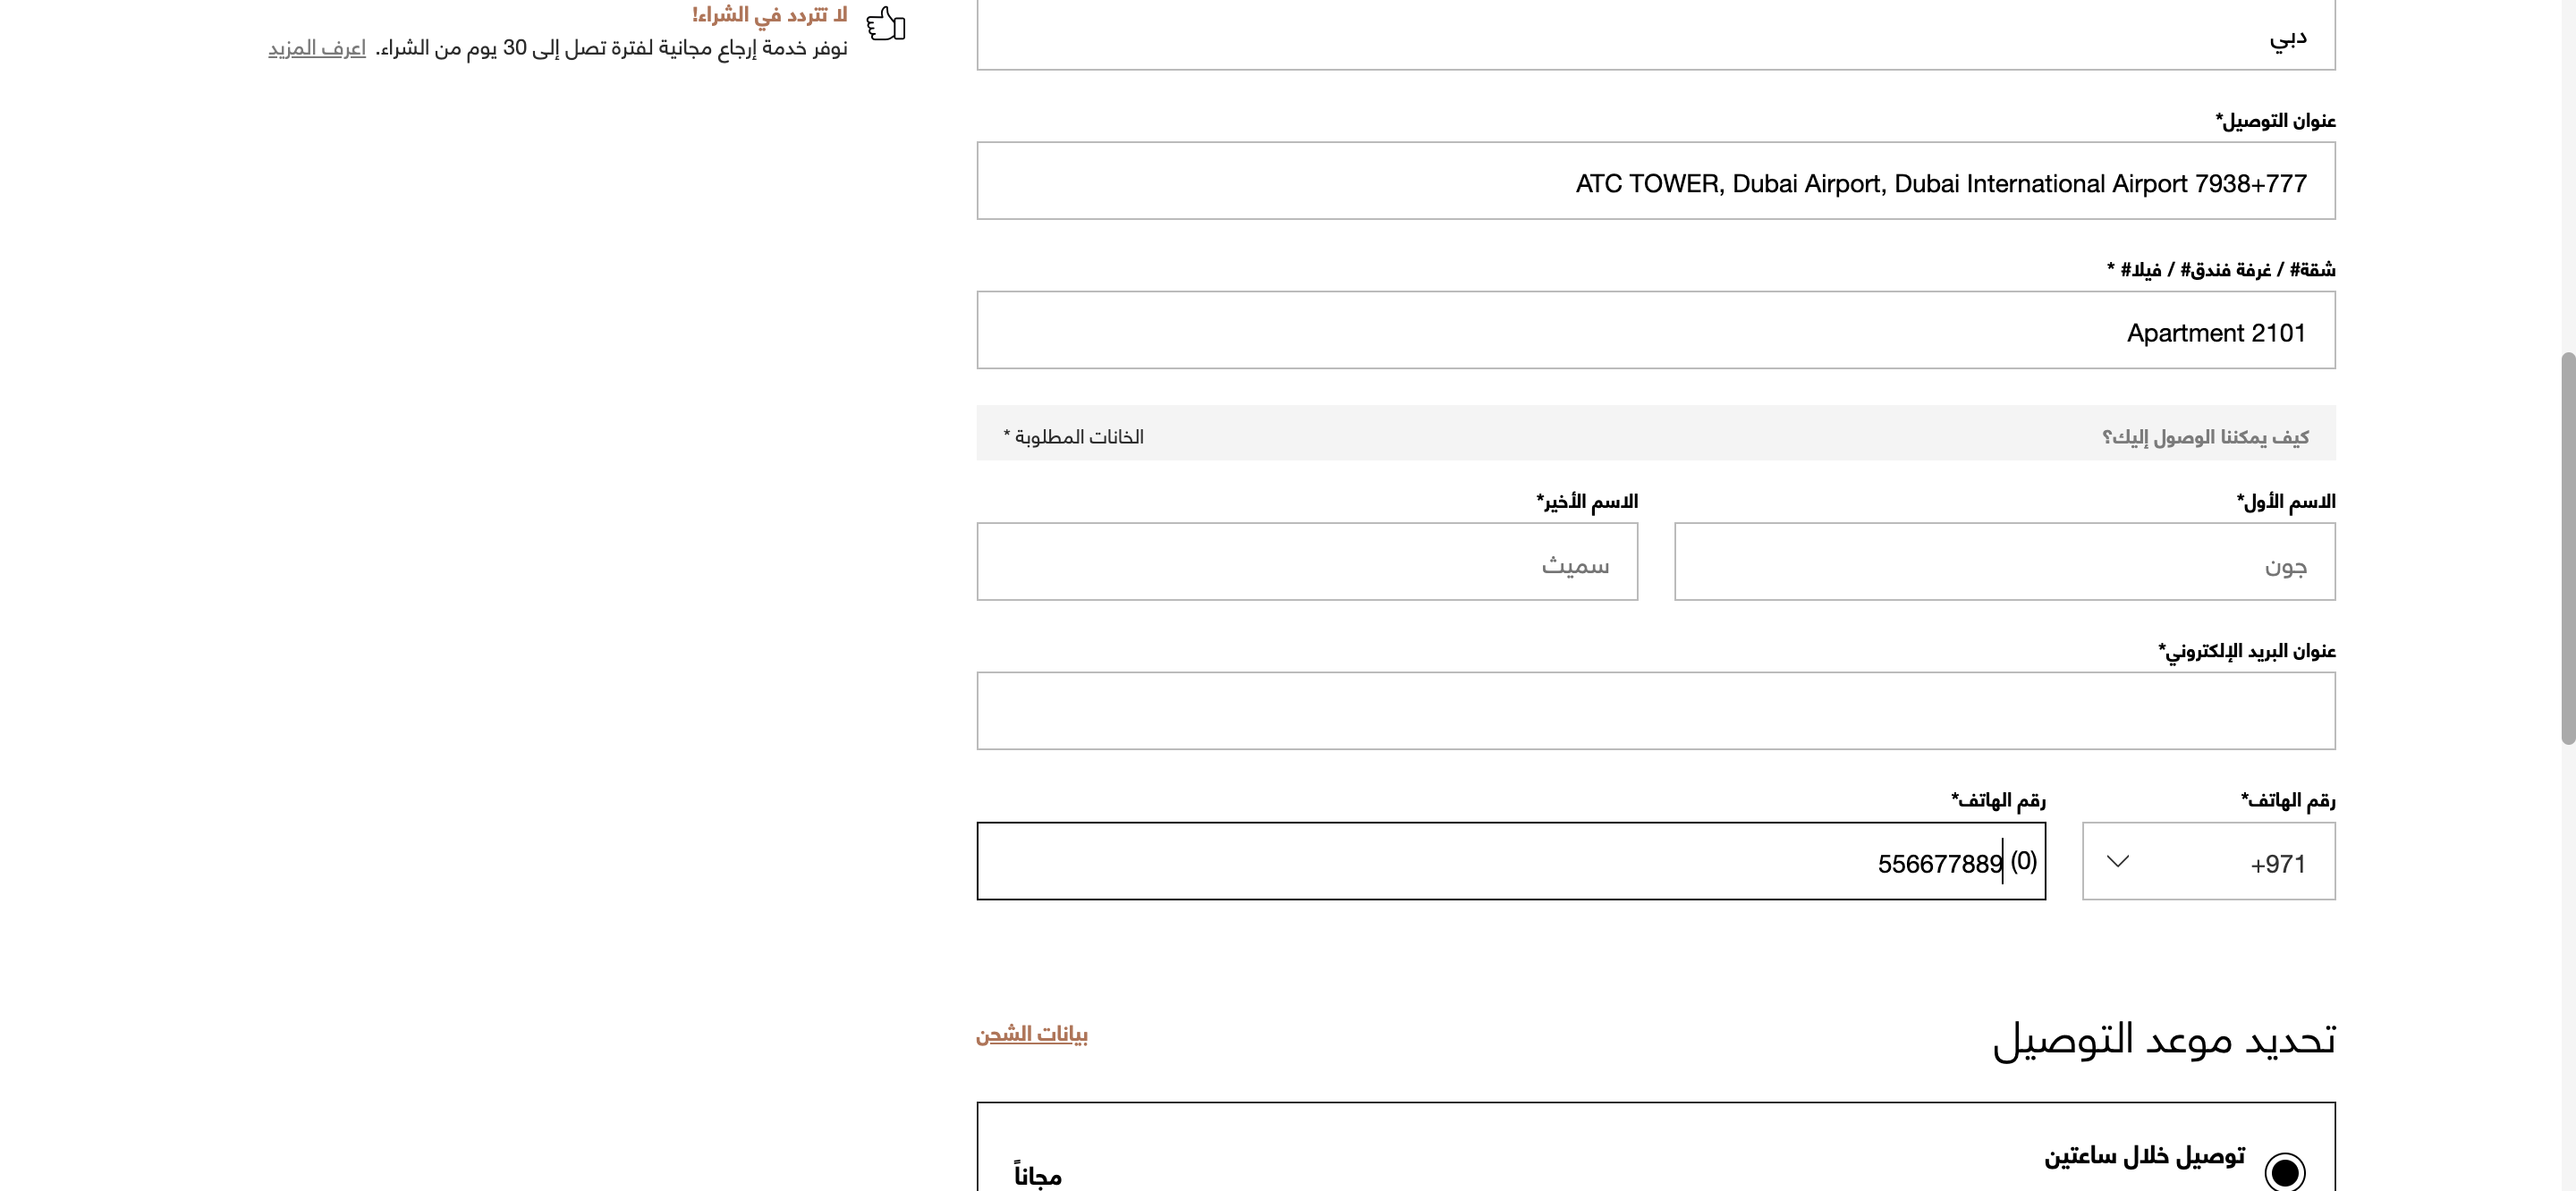 دبي
لا تتردد في الشراء!
نوفر خدمة إرجاع مجانية لفترة تصل إلى 30 يوم من الشراء. اعرف المزيد
عنوان التوصيل*
ATC TOWER, Dubai Airport, Dubai International Airport 7938+777
شقة# / غرفة فندق# / فيلا# *
Apartment 2101
كيف يمكننا الوصول إليك؟
الخانات المطلوبة *
الاسم الأول*
الاسم الأخير*
جون
سميث
عنوان البريد الإلكتروني*
رقم الهاتف*
رقم الهاتف*
+971
(0) 556677889
تحديد موعد التوصيل
بيانات الشحن
توصيل خلال ساعتين
مجاناً